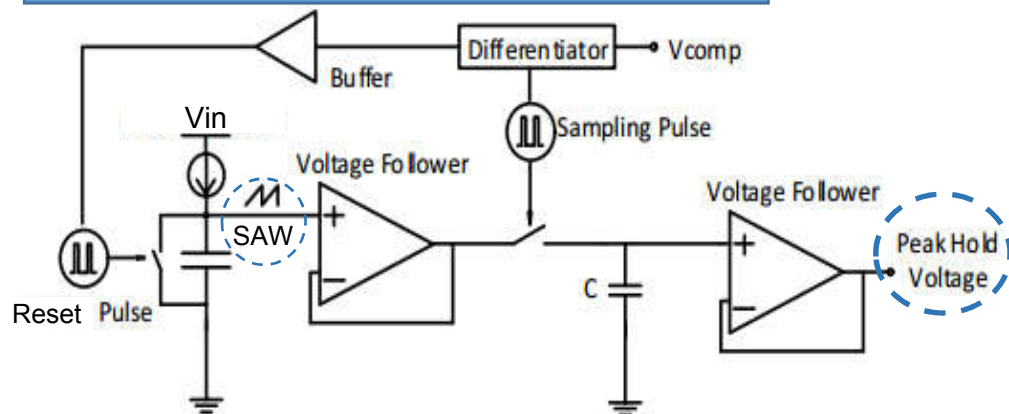 Differentiator
Vcomp
Buffer
Vin
Sampling Pulse
Voltage Follower
Voltage Follower
SAW
Peak Hold
Voltage
C
Reset Pulse